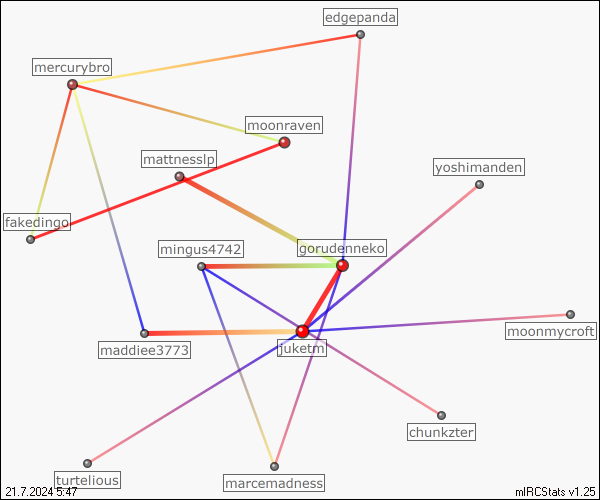 edgepanda
mercurybro
moonraven
mattnesslp
yoshimanden
fakedingo
mingus4742
gorudenneko
moonmycroft
maddiee3773
juketm
chunkzter
turtelious
marcemadness
21.7.2024 5:47
mIRCStats v1.25